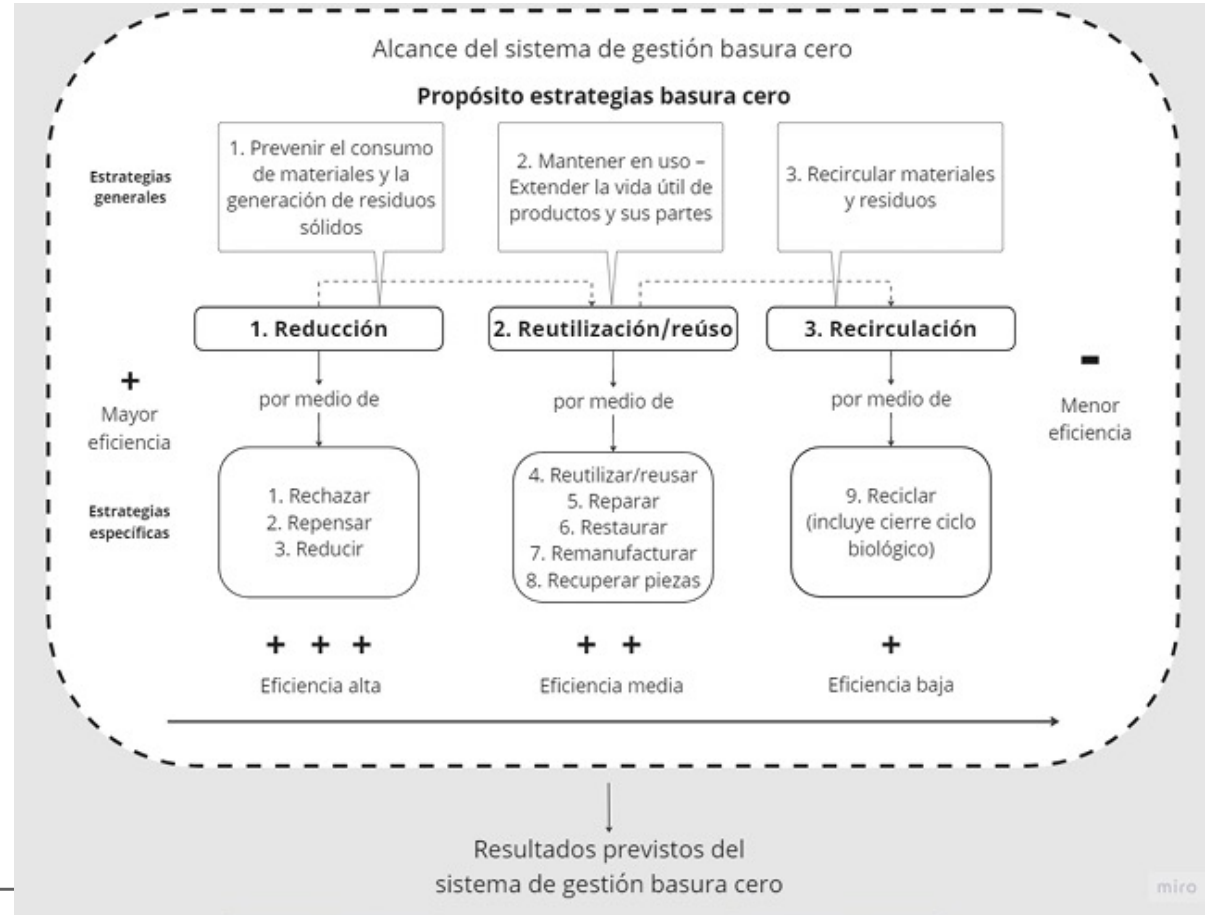 Alcance del sistema de gestión basura cero
Propósito estrategias basura cero
Estrategias
generales
1. Prevenir el consumo
de materiales y la
generación de residuos
sólidos
2. Mantener en uso –
Extender la vida útil de
productos y sus partes
3. Recircular materiales
y residuos
1. Reducción
2. Reutilización/reúso
3. Recirculación
+
Mayor
eficiencia
por medio de
por medio de
por medio de
-
Menor
eficiencia
Estrategias
específicas
1. Rechazar
2. Repensar
3. Reducir
4. Reutilizar/reusar
5. Reparar
6. Restaurar
7. Remanufacturar
8. Recuperar piezas
9. Reciclar
(incluye cierre ciclo
biológico)
+ + +
Eficiencia alta
+ +
Eficiencia media
+
Eficiencia baja
Resultados previstos del
sistema de gestión basura cero
miro